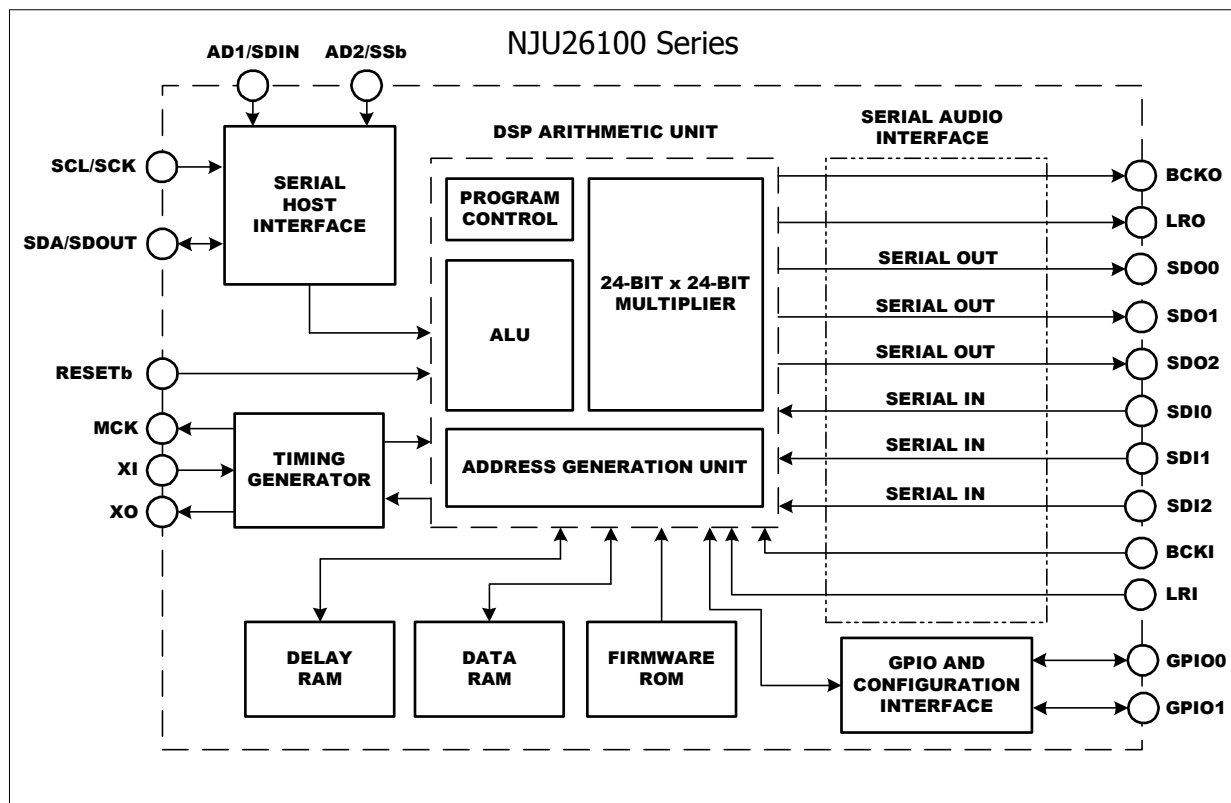 NJU26100 Series
AD1/SDIN
AD2/SSb
SCL/SCK
SDA/SDOUT
RESETb
MCK
XI
XO
SERIAL
HOST
INTERFACE
TIMING
GENERATOR
DSP ARITHMETIC UNIT
PROGRAM
CONTROL
ALU
24-BIT x 24-BIT
MULTIPLIER
ADDRESS GENERATION UNIT
DELAY
RAM
DATA
RAM
FIRMWARE
ROM
SERIAL AUDIO
INTERFACE
SERIAL OUT
SERIAL OUT
SERIAL OUT
SERIAL IN
SERIAL IN
SERIAL IN
GPIO AND
CONFIGURATION
INTERFACE
BCKO
LRO
SDO0
SDO1
SDO2
SDI0
SDI1
SDI2
BCKI
LRI
GPIO0
GPIO1